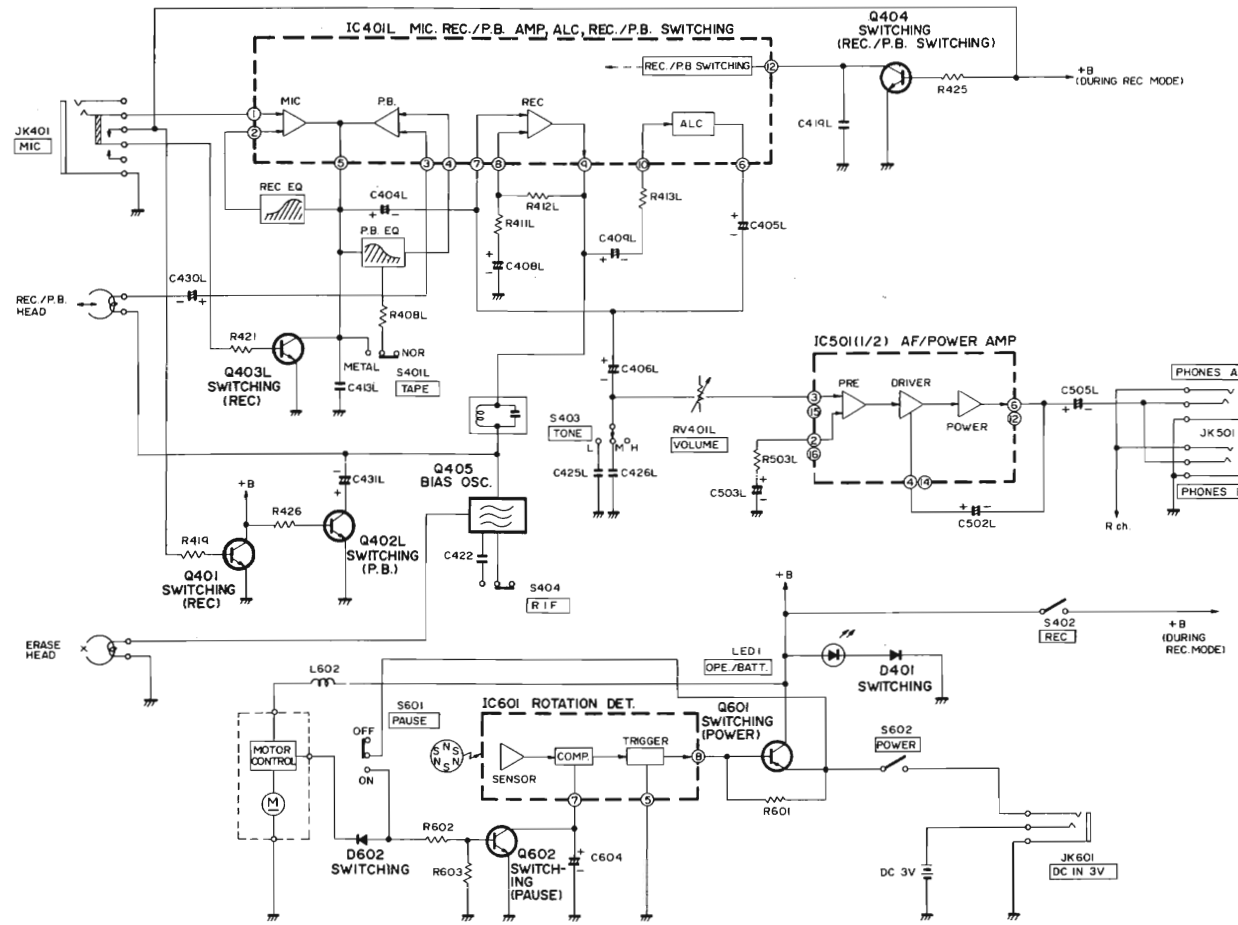 IC401L MIC. REC./P.B. AMP, ALC, REC./P.B. SWITCHING
Q404
SWITCHING
(REC./P.B. SWITCHING)
REC./P.B SWITCHING
12
R425
+B
(DURING REC MODE)
C419L
JK401
MIC
1
2
MIC
P.B.
REC
ALC
5
3
4
7
8
9
10
6
REC EQ
C404L
+
-
P.B. EQ
R412L
R411L
R413L
C405L
+
-
C409L
+
-
C408L
+
-
C430L
-
+
REC./P.B.
HEAD
R408L
R421
Q403L
SWITCHING
(REC)
METAL
NOR
S401L
TAPE
C413L
C406L
+
-
IC501(1/2) AF/POWER AMP
PRE
DRIVER
POWER
3
15
2
16
6
12
4
14
C505L
+
-
PHONES A
JK501
PHONES
R ch.
S403
TONE
L
M
H
RV401L
VOLUME
C425L
C426L
R503L
C503L
+
-
C502L
+
-
Q405
BIAS OSC.
C431L
-
+
+B
R426
R419
Q401
SWITCHING
(REC)
Q402L
SWITCHING
(P.B.)
C422
S404
R I F
+B
S402
REC
+B
(DURING
REC.MODE)
ERASE
HEAD
X
LED1
OPE./BATT.
D401
SWITCHING
L602
S601
PAUSE
OFF
ON
IC601 ROTATION DET.
Q601
SWITCHING
(POWER)
S602
POWER
MOTOR
CONTROL
M
N
S
N
S
N
S
SENSOR
COMP.
TRIGGER
8
7
5
R601
D602
SWITCHING
R602
R603
Q602
SWITCH-
ING
(PAUSE)
C604
+
-
DC 3V
JK601
DC IN 3V